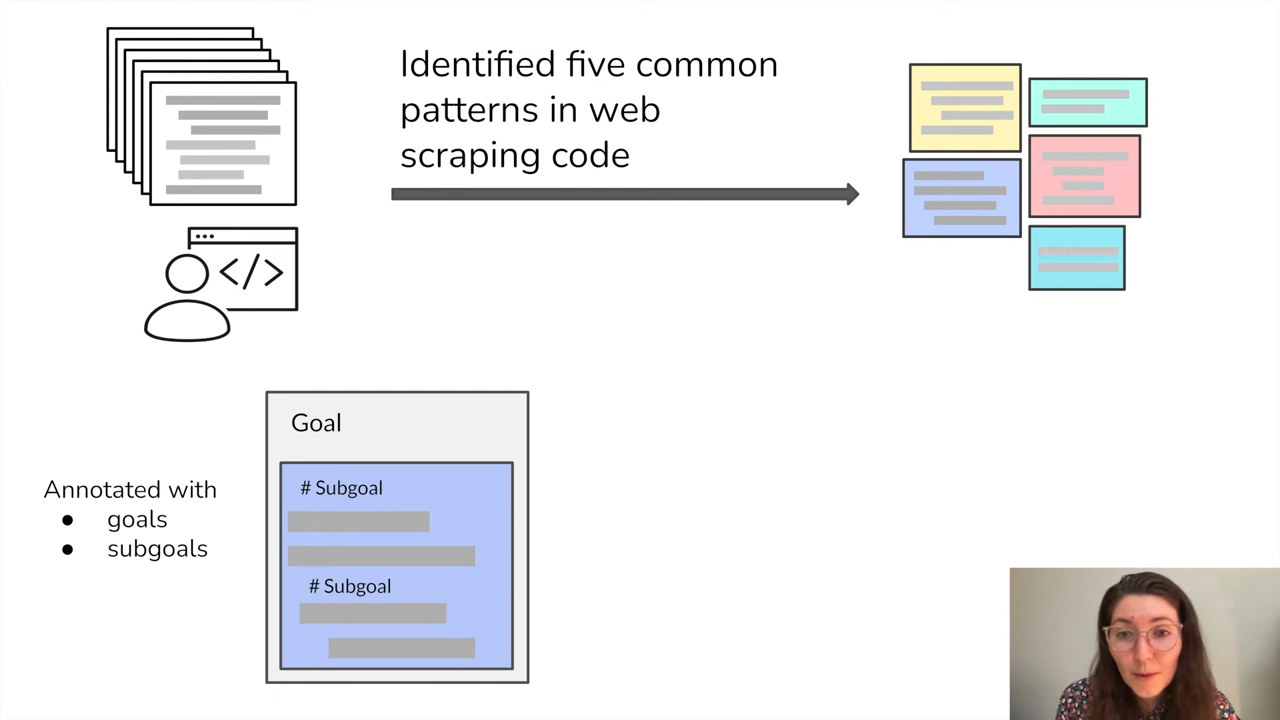 Identified five common
patterns in web
scraping code
</>
Goal
# Subgoal
Annotated with
● goals
● subgoals
# Subgoal